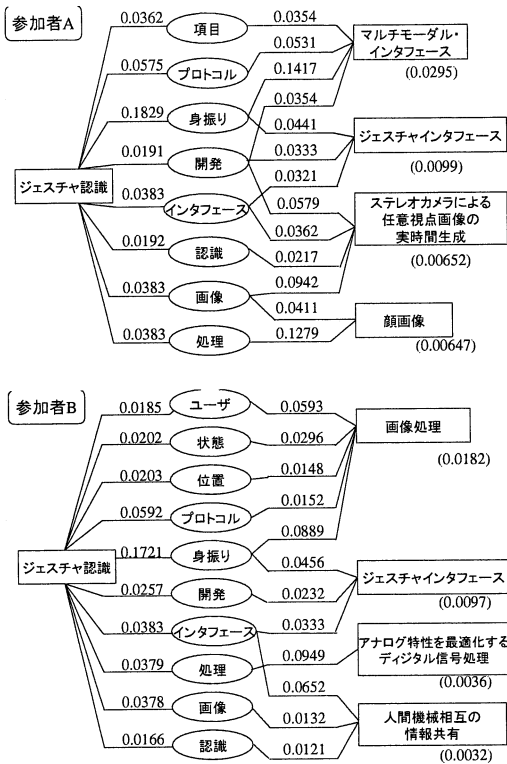 参加者A
0.0362
項目
0.0354
マルチモーダル・
インタフェース
(0.0295)
0.0575
プロトコル
0.0531
0.1417
0.1829
身振り
0.0354
0.0441
ジェスチャインタフェース
(0.0099)
0.0191
開発
0.0333
0.0321
ジェスチャ認識
0.0383
インタフェース
0.0579
ステレオカメラによる
任意視点画像の
実時間生成
(0.00652)
0.0362
0.0192
認識
0.0217
0.0942
0.0383
画像
0.0411
顔画像
(0.00647)
0.0383
処理
0.1279
参加者B
0.0185
ユーザ
0.0593
画像処理
(0.0182)
0.0202
状態
0.0296
0.0203
位置
0.0148
0.0592
プロトコル
0.0152
0.0889
ジェスチャ認識
0.1721
身振り
0.0456
ジェスチャインタフェース
(0.0097)
0.0257
開発
0.0232
0.0383
インタフェース
0.0333
アナログ特性を最適化する
ディジタル信号処理
(0.0036)
0.0379
処理
0.0949
0.0652
0.0378
画像
0.0132
人間機械相互の
情報共有
(0.0032)
0.0166
認識
0.0121